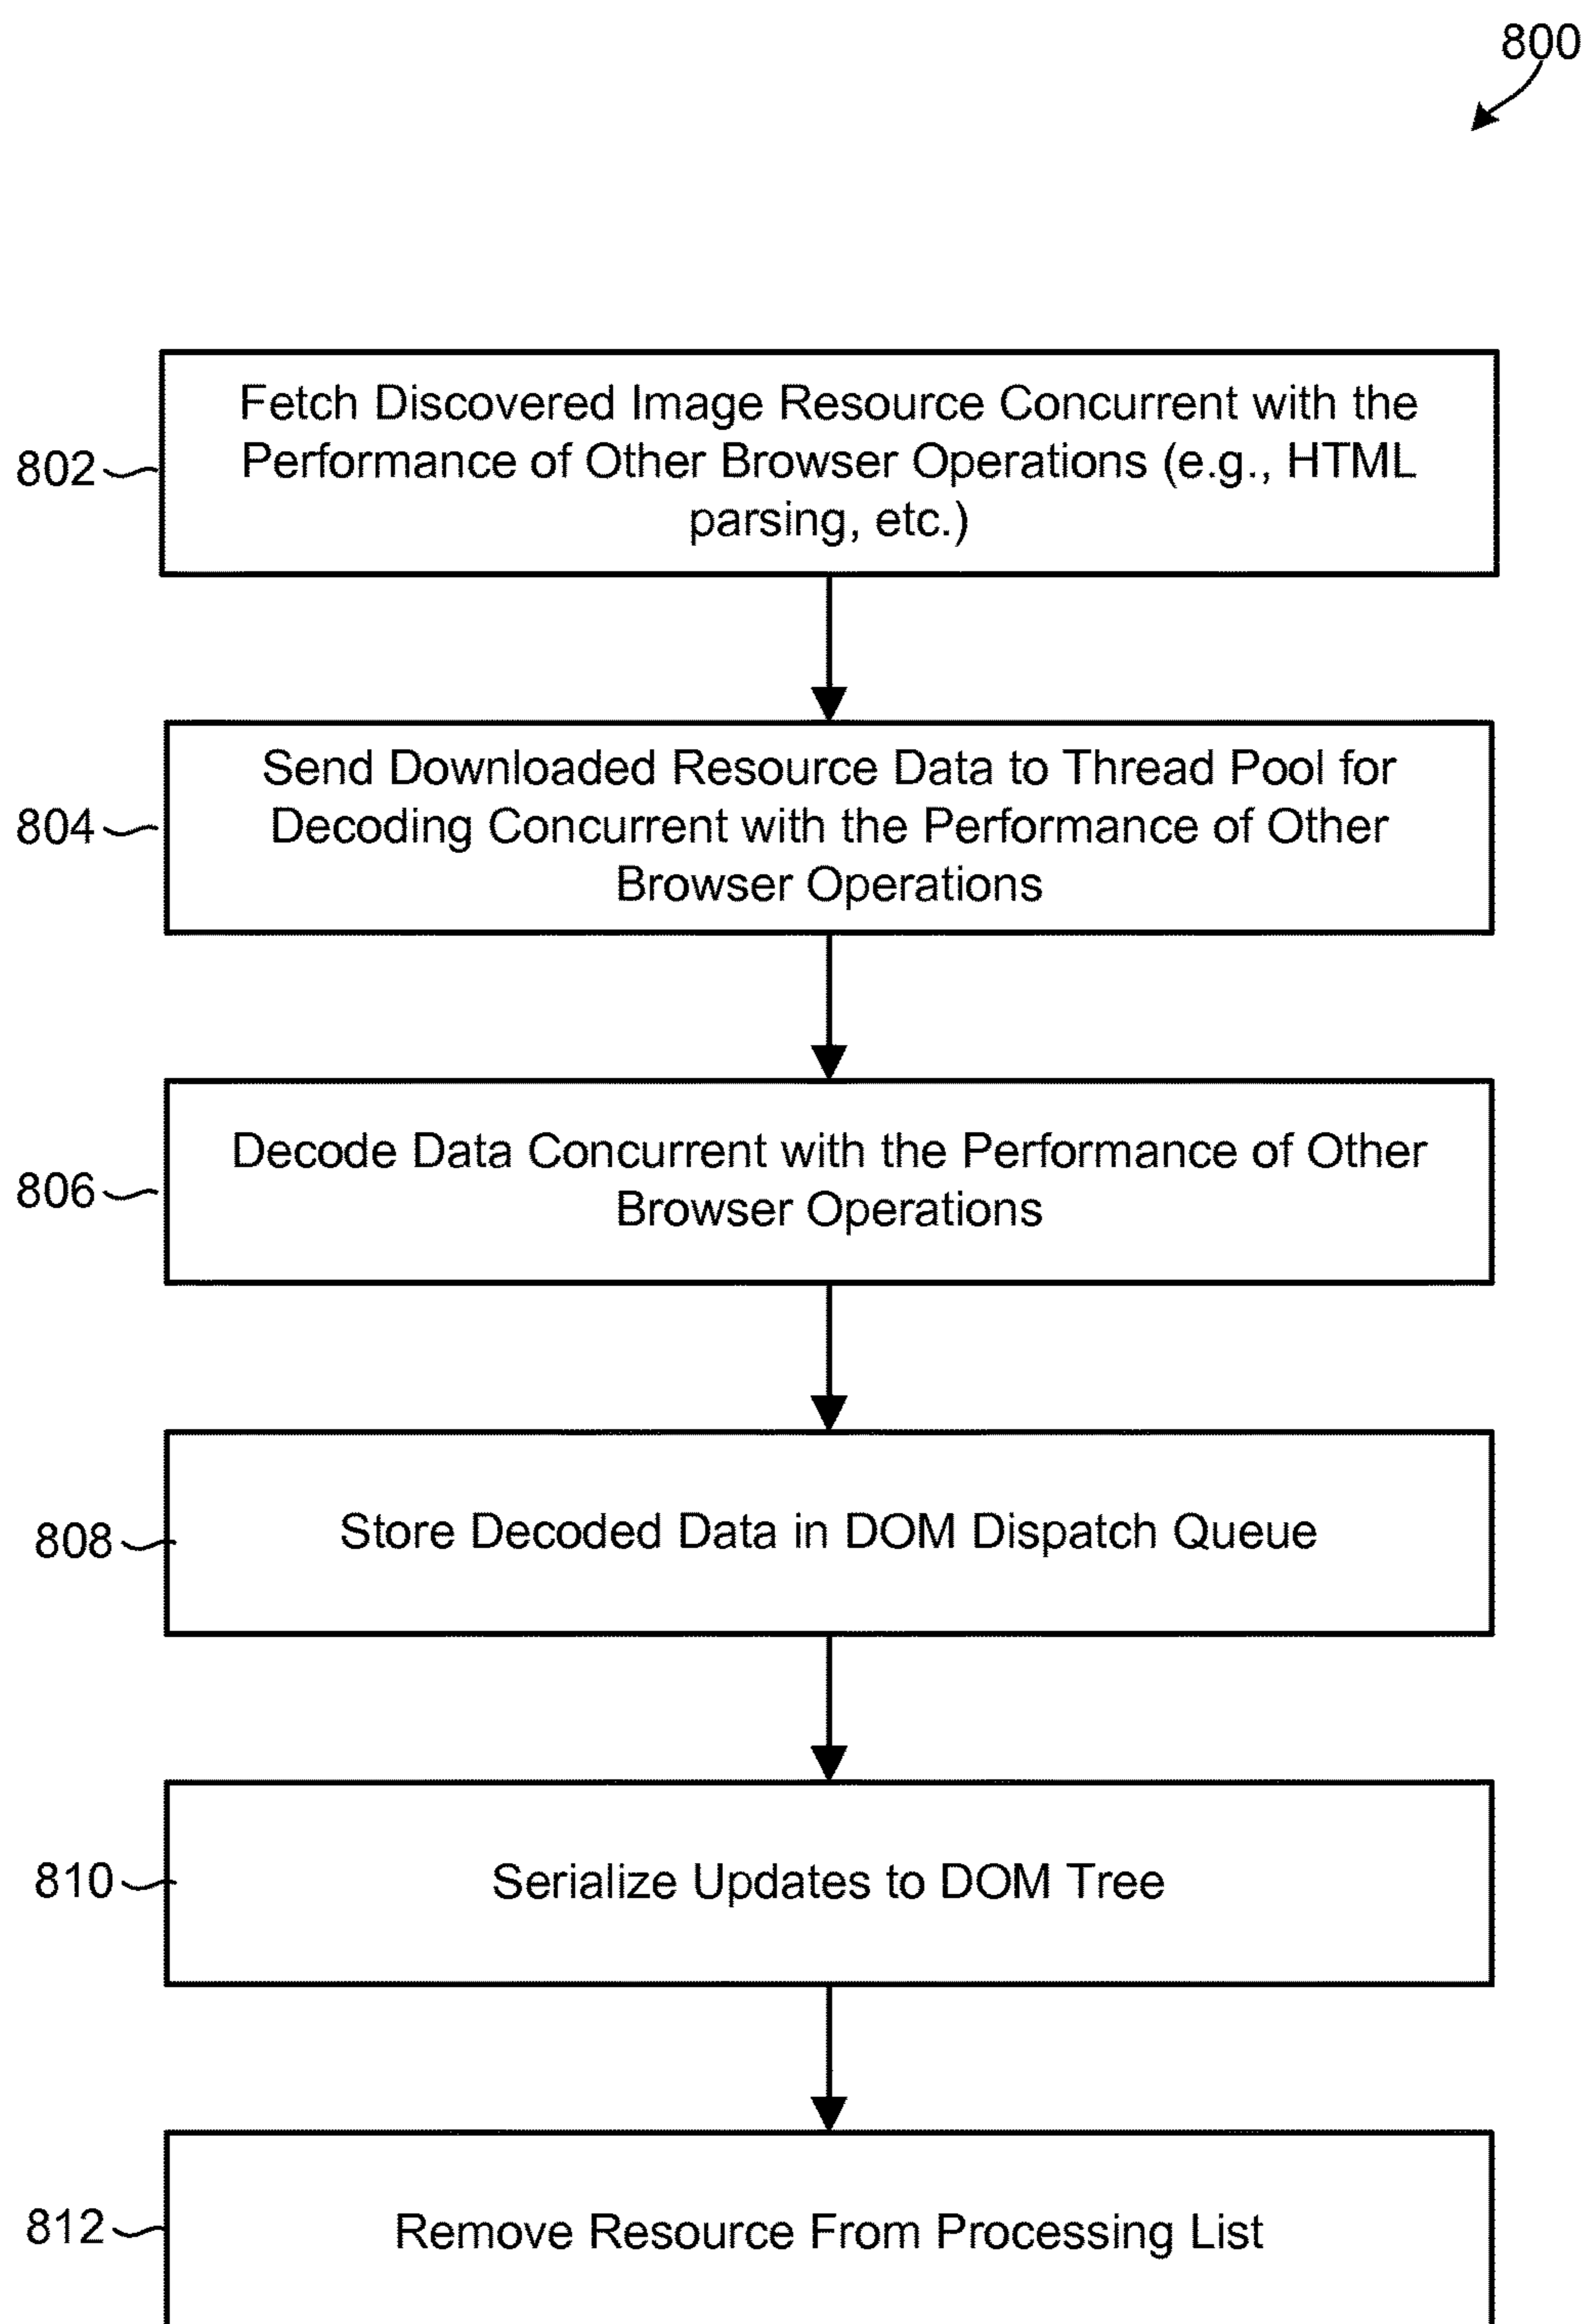 800
Fetch Discovered Image Resource Concurrent with the
Performance of Other Browser Operations (e.g., HTML
parsing, etc.)
802
Send Downloaded Resource Data to Thread Pool for
Decoding Concurrent with the Performance of Other
Browser Operations
804
Decode Data Concurrent with the Performance of Other
Browser Operations
806
Store Decoded Data in DOM Dispatch Queue
808
Serialize Updates to DOM Tree
810
Remove Resource From Processing List
812